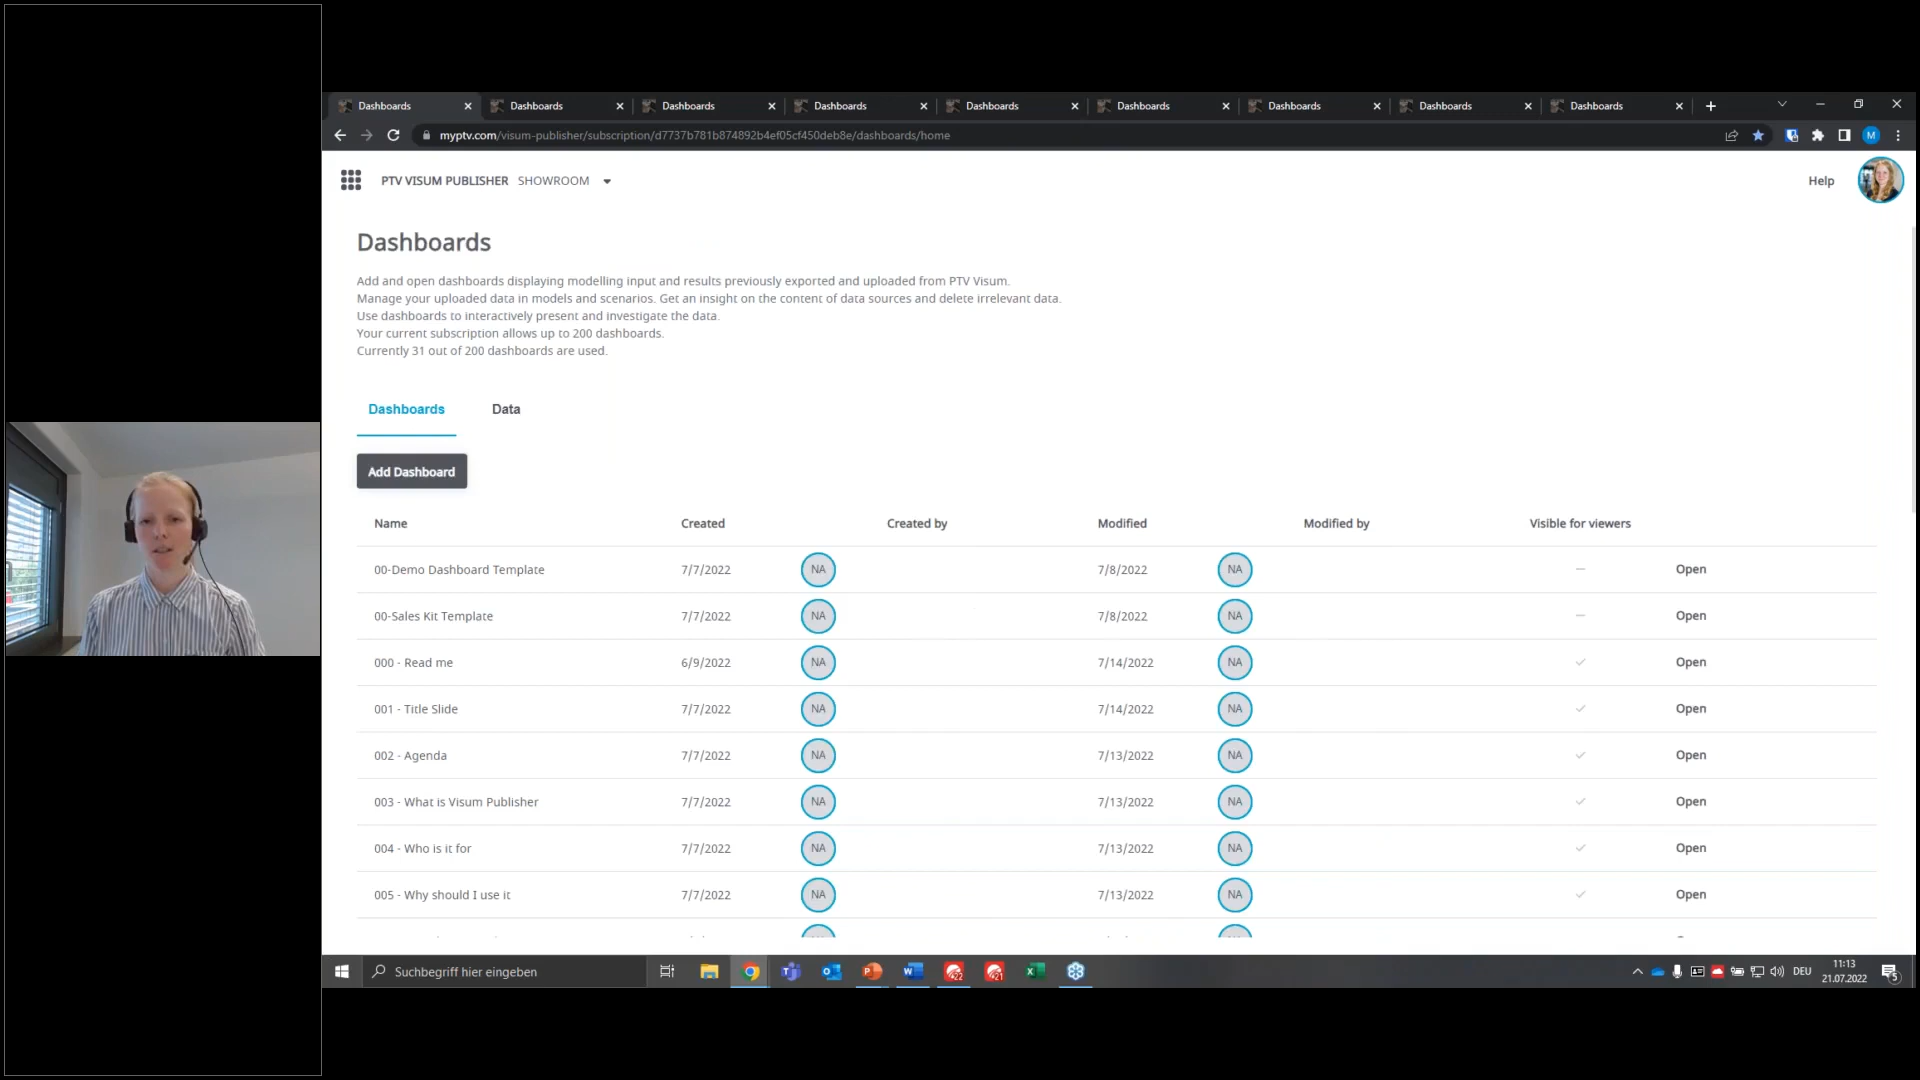 Dashboards
Dashboards
Dashboards
Dashboards
Dashboards
Dashboards
Dashboards
Dashboards
Dashboards
myptv.com/visum-publisher/subscription/d7737b781b874892b4ef05cf450deb8e/dashboards/home
M
PTV VISUM PUBLISHER SHOWROOM
Help
Dashboards
Add and open dashboards displaying modelling input and results previously exported and uploaded from PTV Visum.
Manage your uploaded data in models and scenarios. Get an insight on the content of data sources and delete irrelevant data.
Use dashboards to interactively present and investigate the data.
Your current subscription allows up to 200 dashboards.
Currently 31 out of 200 dashboards are used.
Dashboards Data
Add Dashboard
Name Created Created by Modified Modified by Visible for viewers
00-Demo Dashboard Template 7/7/2022 NA 7/8/2022 NA Open
00-Sales Kit Template 7/7/2022 NA 7/8/2022 NA Open
000 - Read me 6/9/2022 NA 7/14/2022 NA Open
001 - Title Slide 7/7/2022 NA 7/14/2022 NA Open
002 - Agenda 7/7/2022 NA 7/13/2022 NA Open
003 - What is Visum Publisher 7/7/2022 NA 7/13/2022 NA Open
004 - Who is it for 7/7/2022 NA 7/13/2022 NA Open
005 - Why should I use it 7/7/2022 NA 7/13/2022 NA Open
Suchbegriff hier eingeben
22
21
DEU
11:13
21.07.2022
5